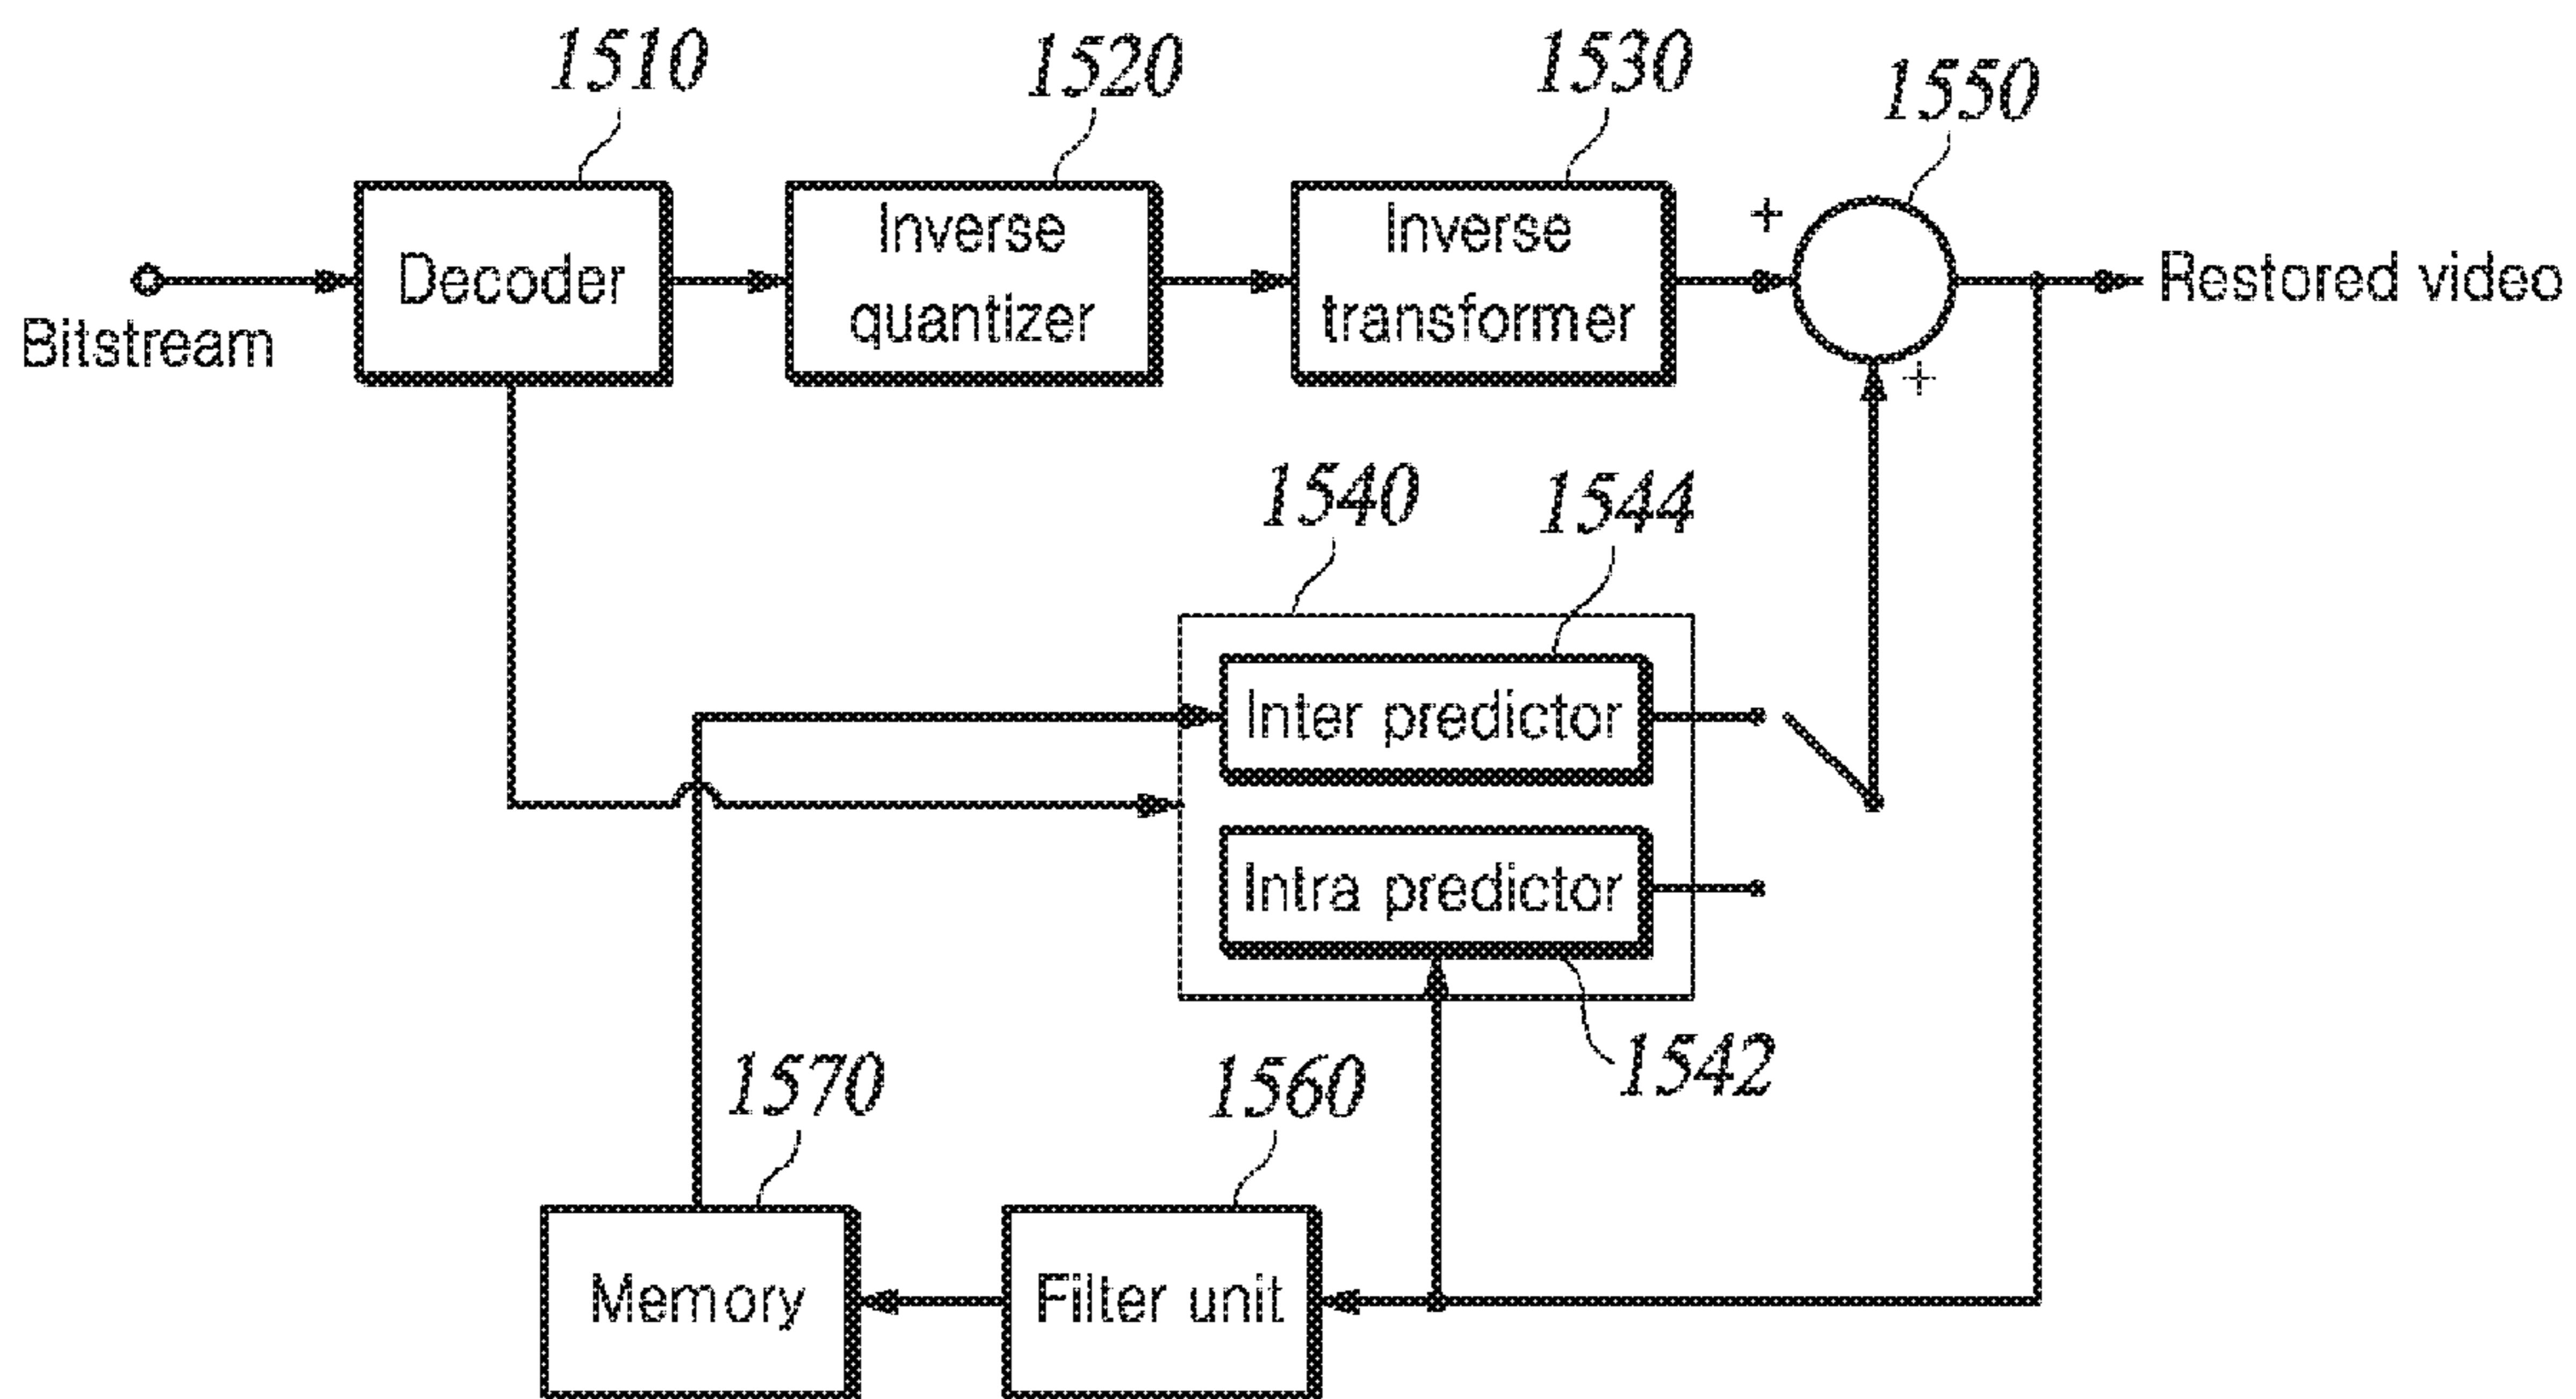 1510
1520
1530
1550
Bitstream
Decoder
Inverse
quantizer
Inverse
transformer
+
+
Restored video
1540
1544
Inter predictor
Intra predictor
1542
1570
1560
Memory
Filter unit